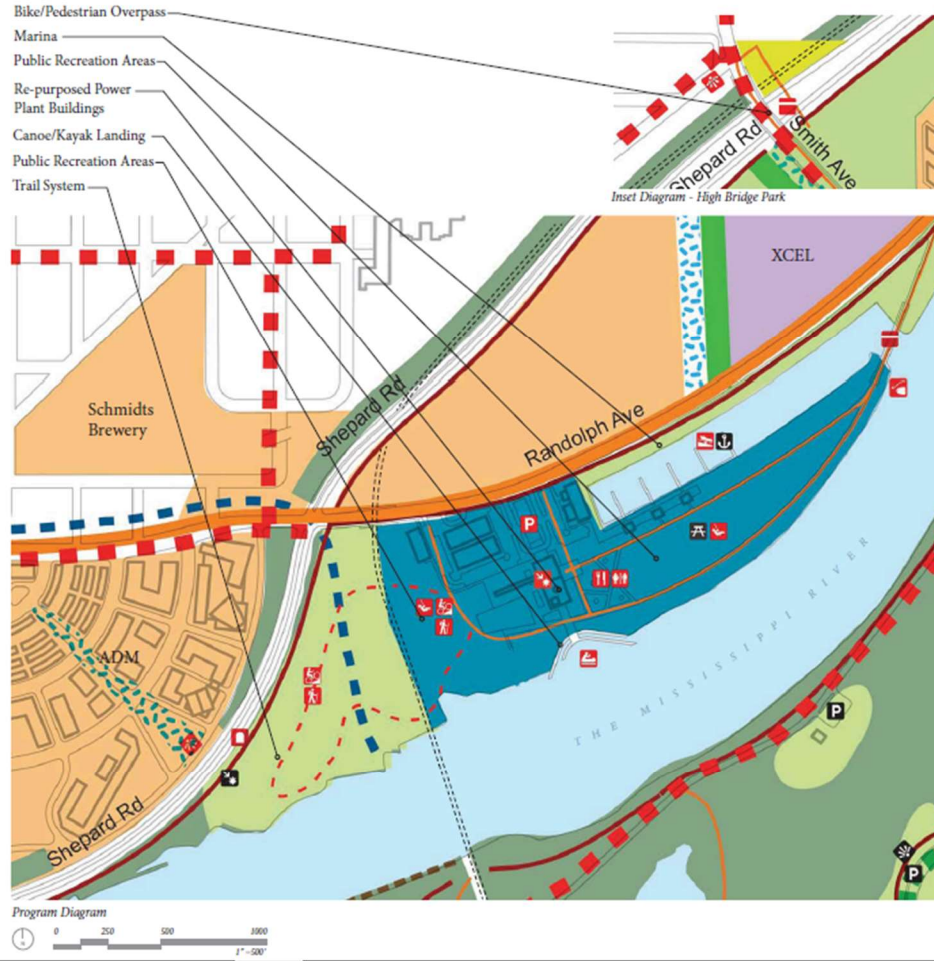 Bike/Pedestrian Overpass
Marina
Public Recreation Areas
Re-purposed Power
Plant Buildings
Canoe/Kayak Landing
Public Recreation Areas
Trail System
Shepard Rd
Smith Ave
Inset Diagram - High Bridge Park
XCEL
Schmidts
Brewery
Shepard Rd
Randolph Ave
P
ADM
THE MISSISSIPPI RIVER
P
Shepard Rd
P
Program Diagram
N
0 250 500 1000
1" =500'